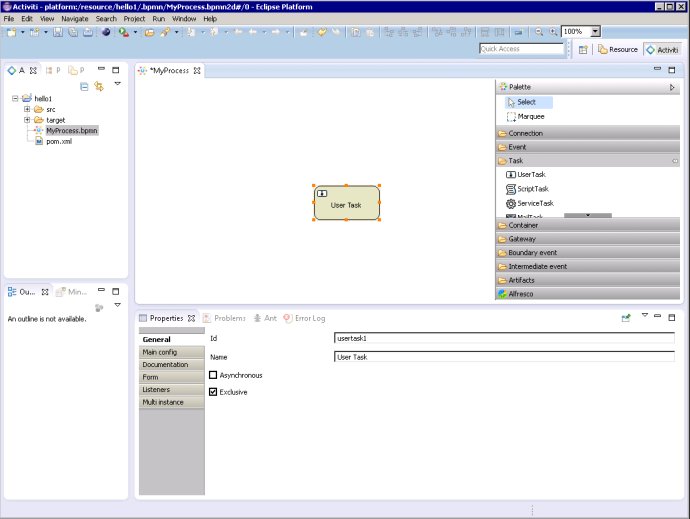 Activiti - platform:/resource/hello1/.bpmn/MyProcess.bpmn2d#/0 - Eclipse Platform
File Edit View Navigate Search Project Run Window Help
100%
Quick Access
Resource
Activiti
A
P
P
*MyProcess
hello1
src
target
MyProcess.bpmn
pom.xml
User Task
Palette
Select
Marquee
Connection
Event
Task
UserTask
ScriptTask
ServiceTask
MailTask
Container
Gateway
Boundary event
Intermediate event
Artifacts
Alfresco
Ou...
Min...
An outline is not available.
Properties
Problems
Ant
Error Log
General
Main config
Documentation
Form
Listeners
Multi instance
Id
usertask1
Name
User Task
Asynchronous
Exclusive